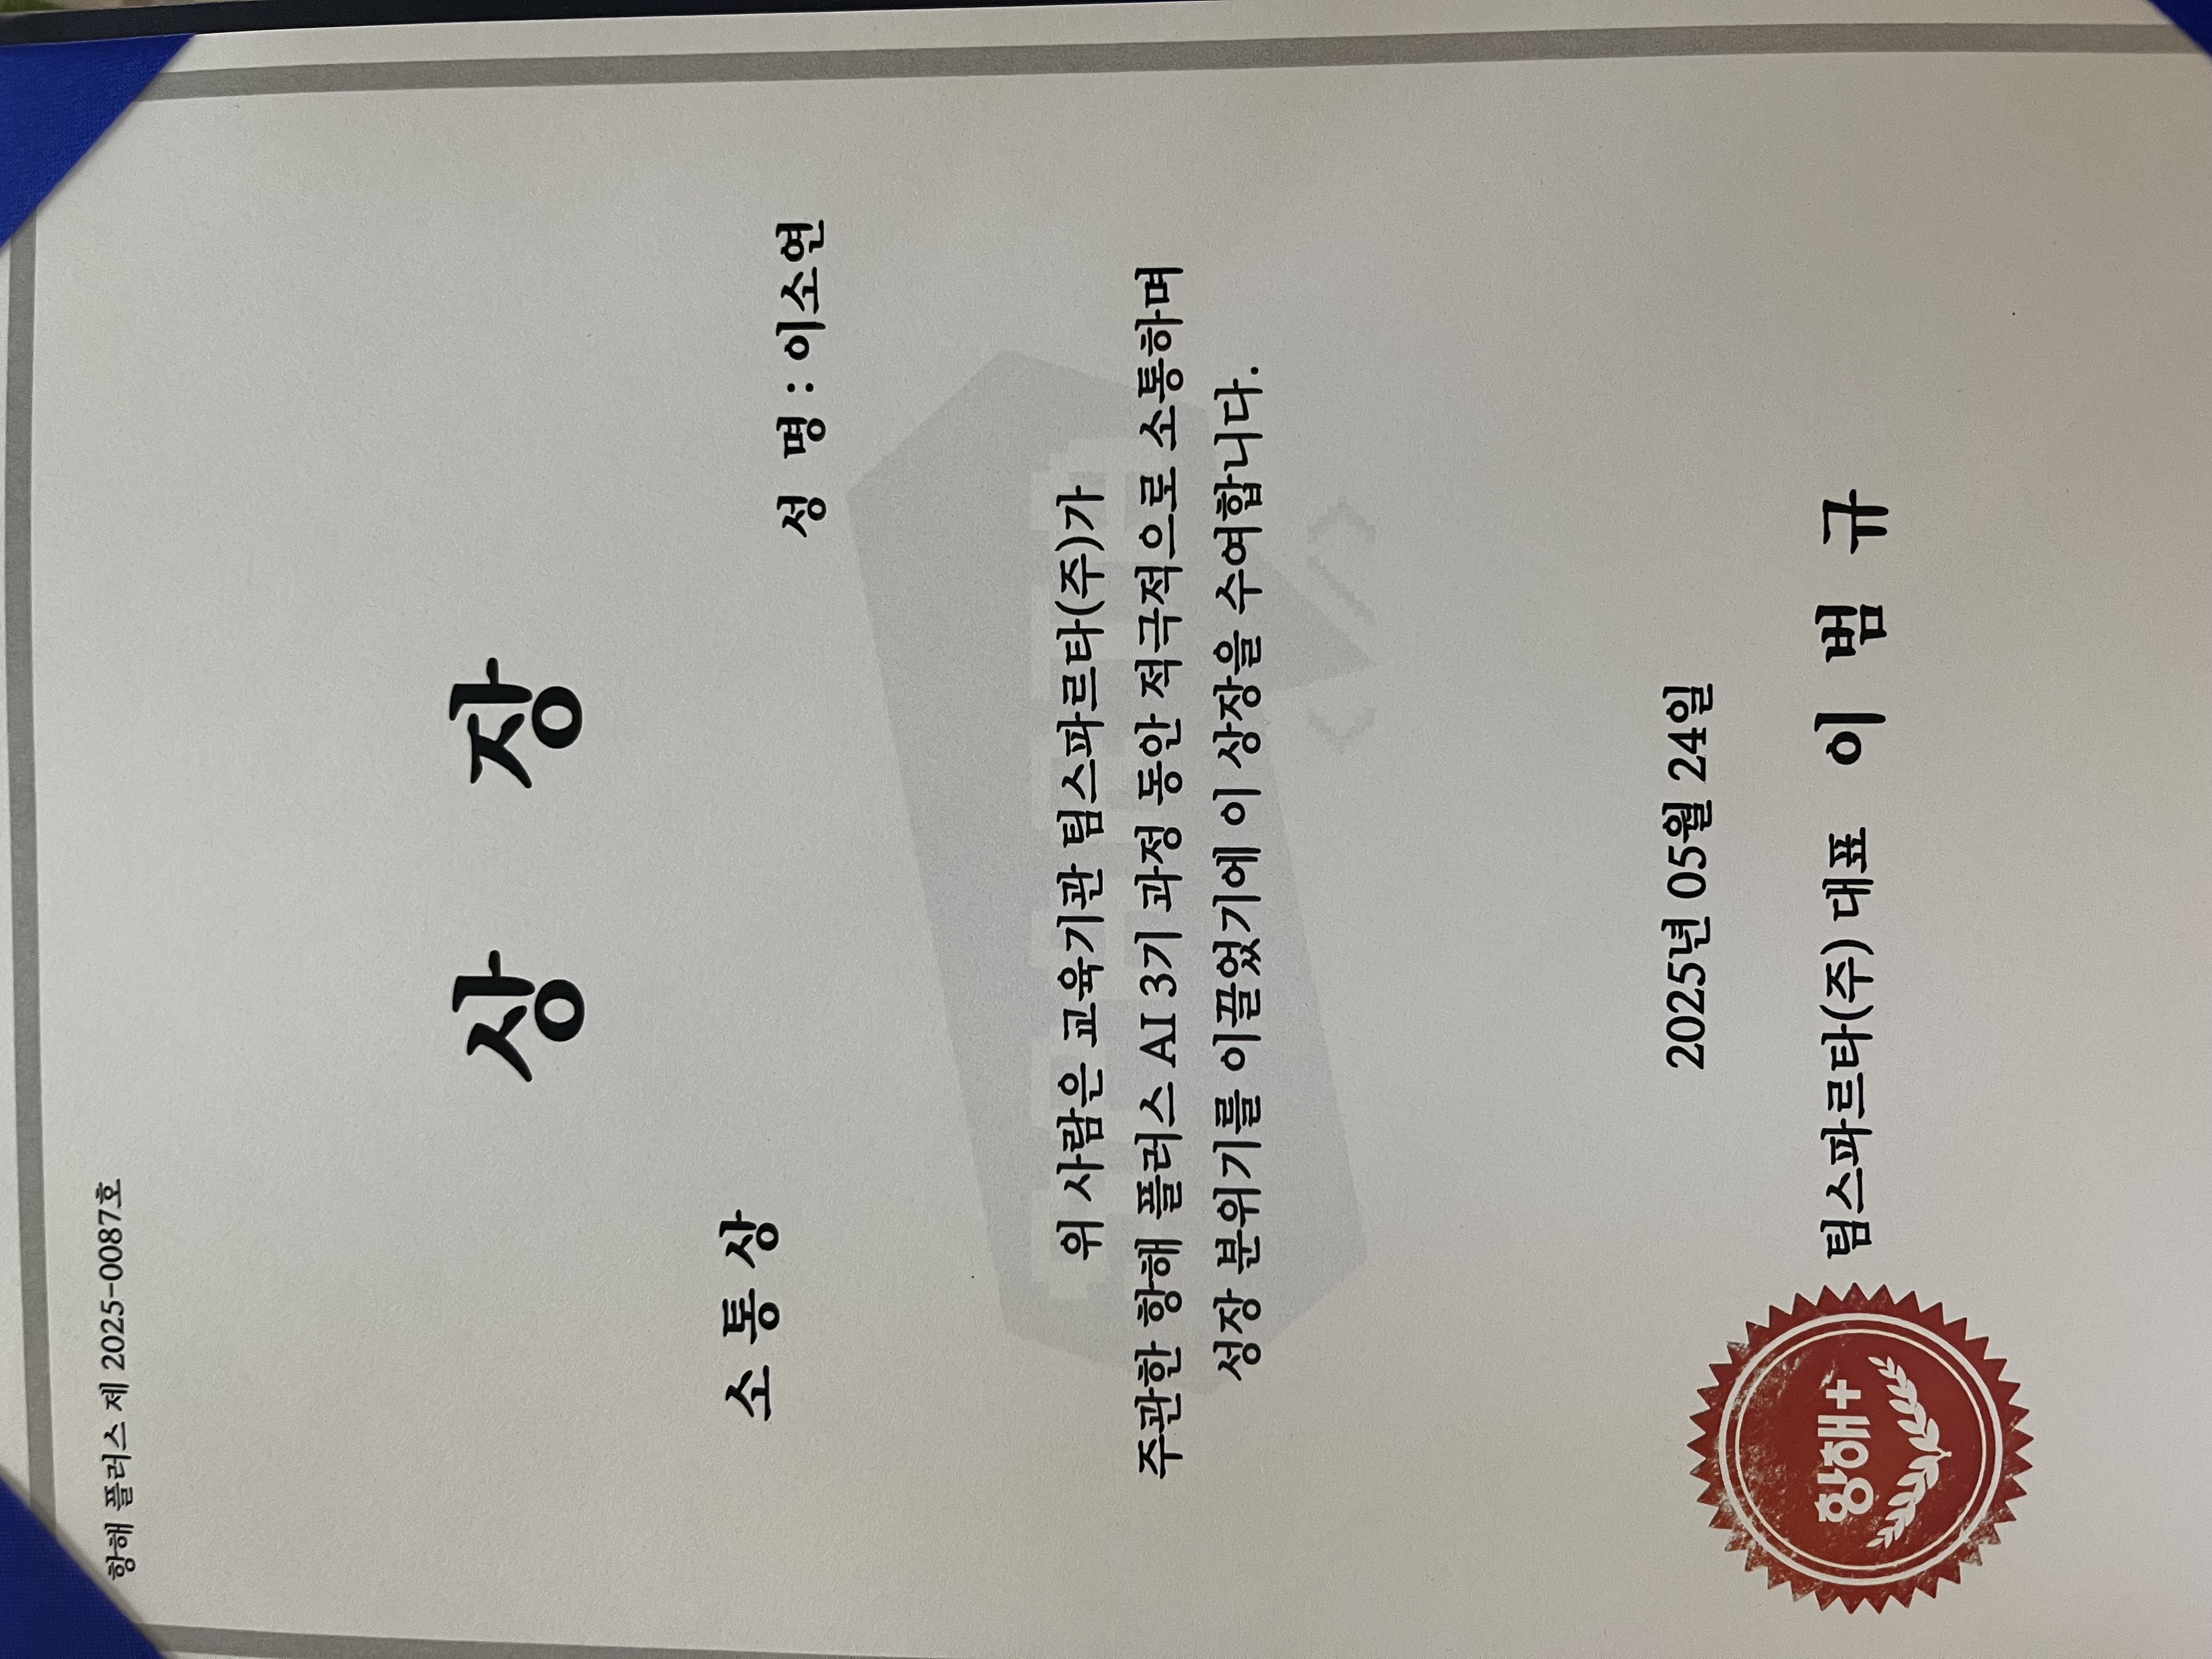 항해 플러스 제 2025-0087호
상 장
소 통 상
성 명 : 이소연
위 사람은 교육기관 팀스파르타(주)가
주관한 항해 플러스 AI 3기 과정 동안 적극적으로 소통하며
성장 분위기를 이끌었기에 이 상장을 수여합니다.
2025년 05월 24일
팀스파르타(주) 대표 이 범 규
항해+